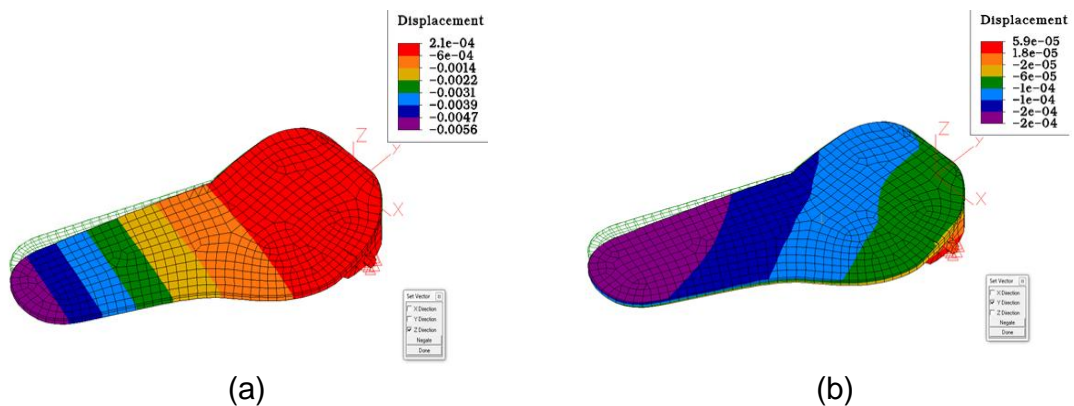 Displacement
2.1e-04
-6e-04
-0.0014
-0.0022
-0.0031
-0.0039
-0.0047
-0.0056
Z
Y
X
Set Vector
X Direction
Y Direction
Z Direction
Negate
Done
(a)
Displacement
5.9e-05
1.8e-05
-2e-05
-6e-05
-1e-04
-1e-04
-2e-04
-2e-04
Z
Y
X
Set Vector
X Direction
Y Direction
Z Direction
Negate
Done
(b)